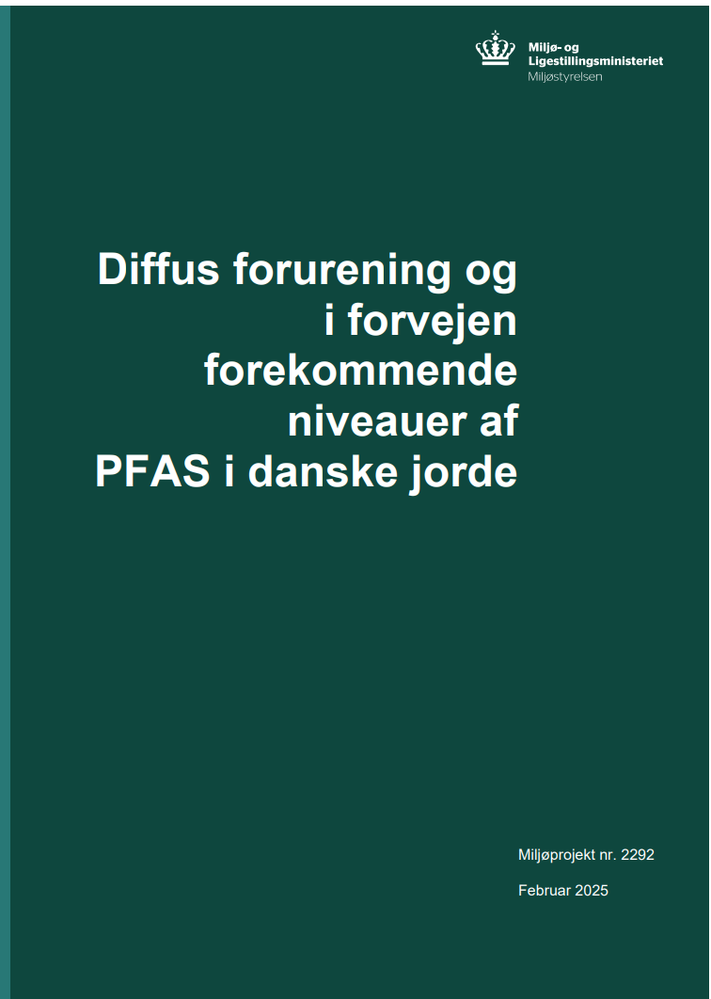 Miljø- og
Ligestillingsministeriet
Miljøstyrelsen
Diffus forurening og
i forvejen
forekommende
niveauer af
PFAS i danske jorde
Miljøprojekt nr. 2292
Februar 2025